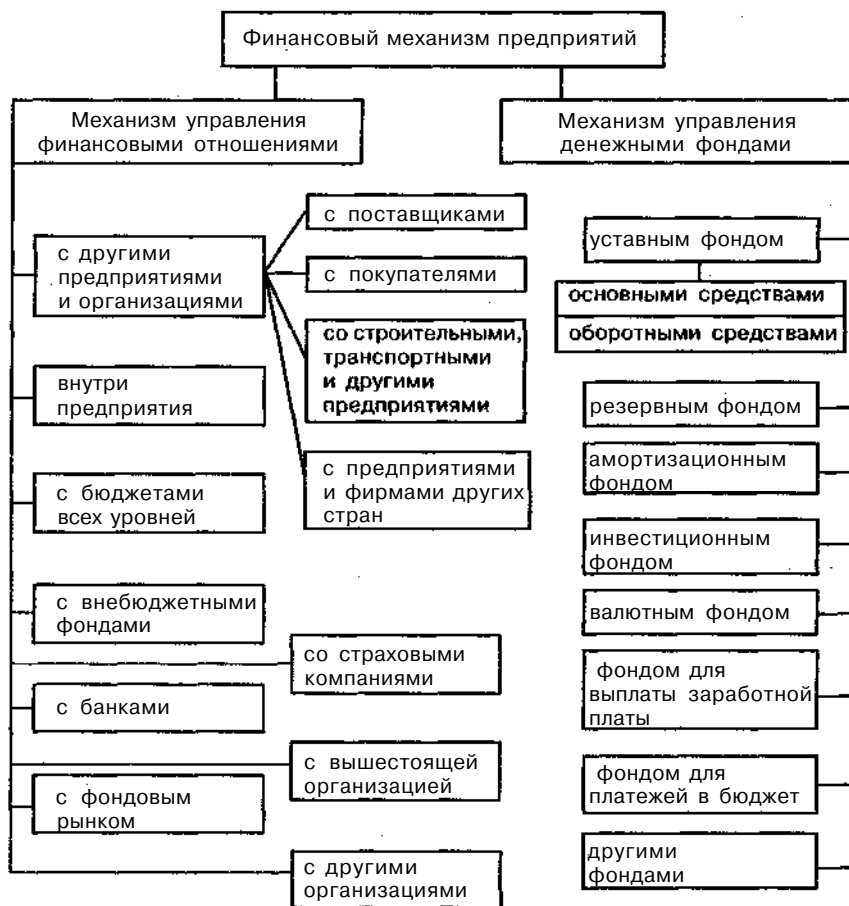 Финансовый механизм предприятий
Механизм управления
финансовыми отношениями
Механизм управления
денежными фондами
с другими
предприятиями
и организациями
с поставщиками
с покупателями
со строительными,
транспортными
и другими
предприятиями
с предприятиями
и фирмами других
стран
внутри
предприятия
с бюджетами
всех уровней
с внебюджетными
фондами
со страховыми
компаниями
с банками
с вышестоящей
организацией
с фондовым
рынком
с другими
организациями
уставным фондом
основными средствами
оборотными средствами
резервным фондом
амортизационным
фондом
инвестиционным
фондом
валютным фондом
фондом для
выплаты заработной
платы
фондом для
платежей в бюджет
другими
фондами